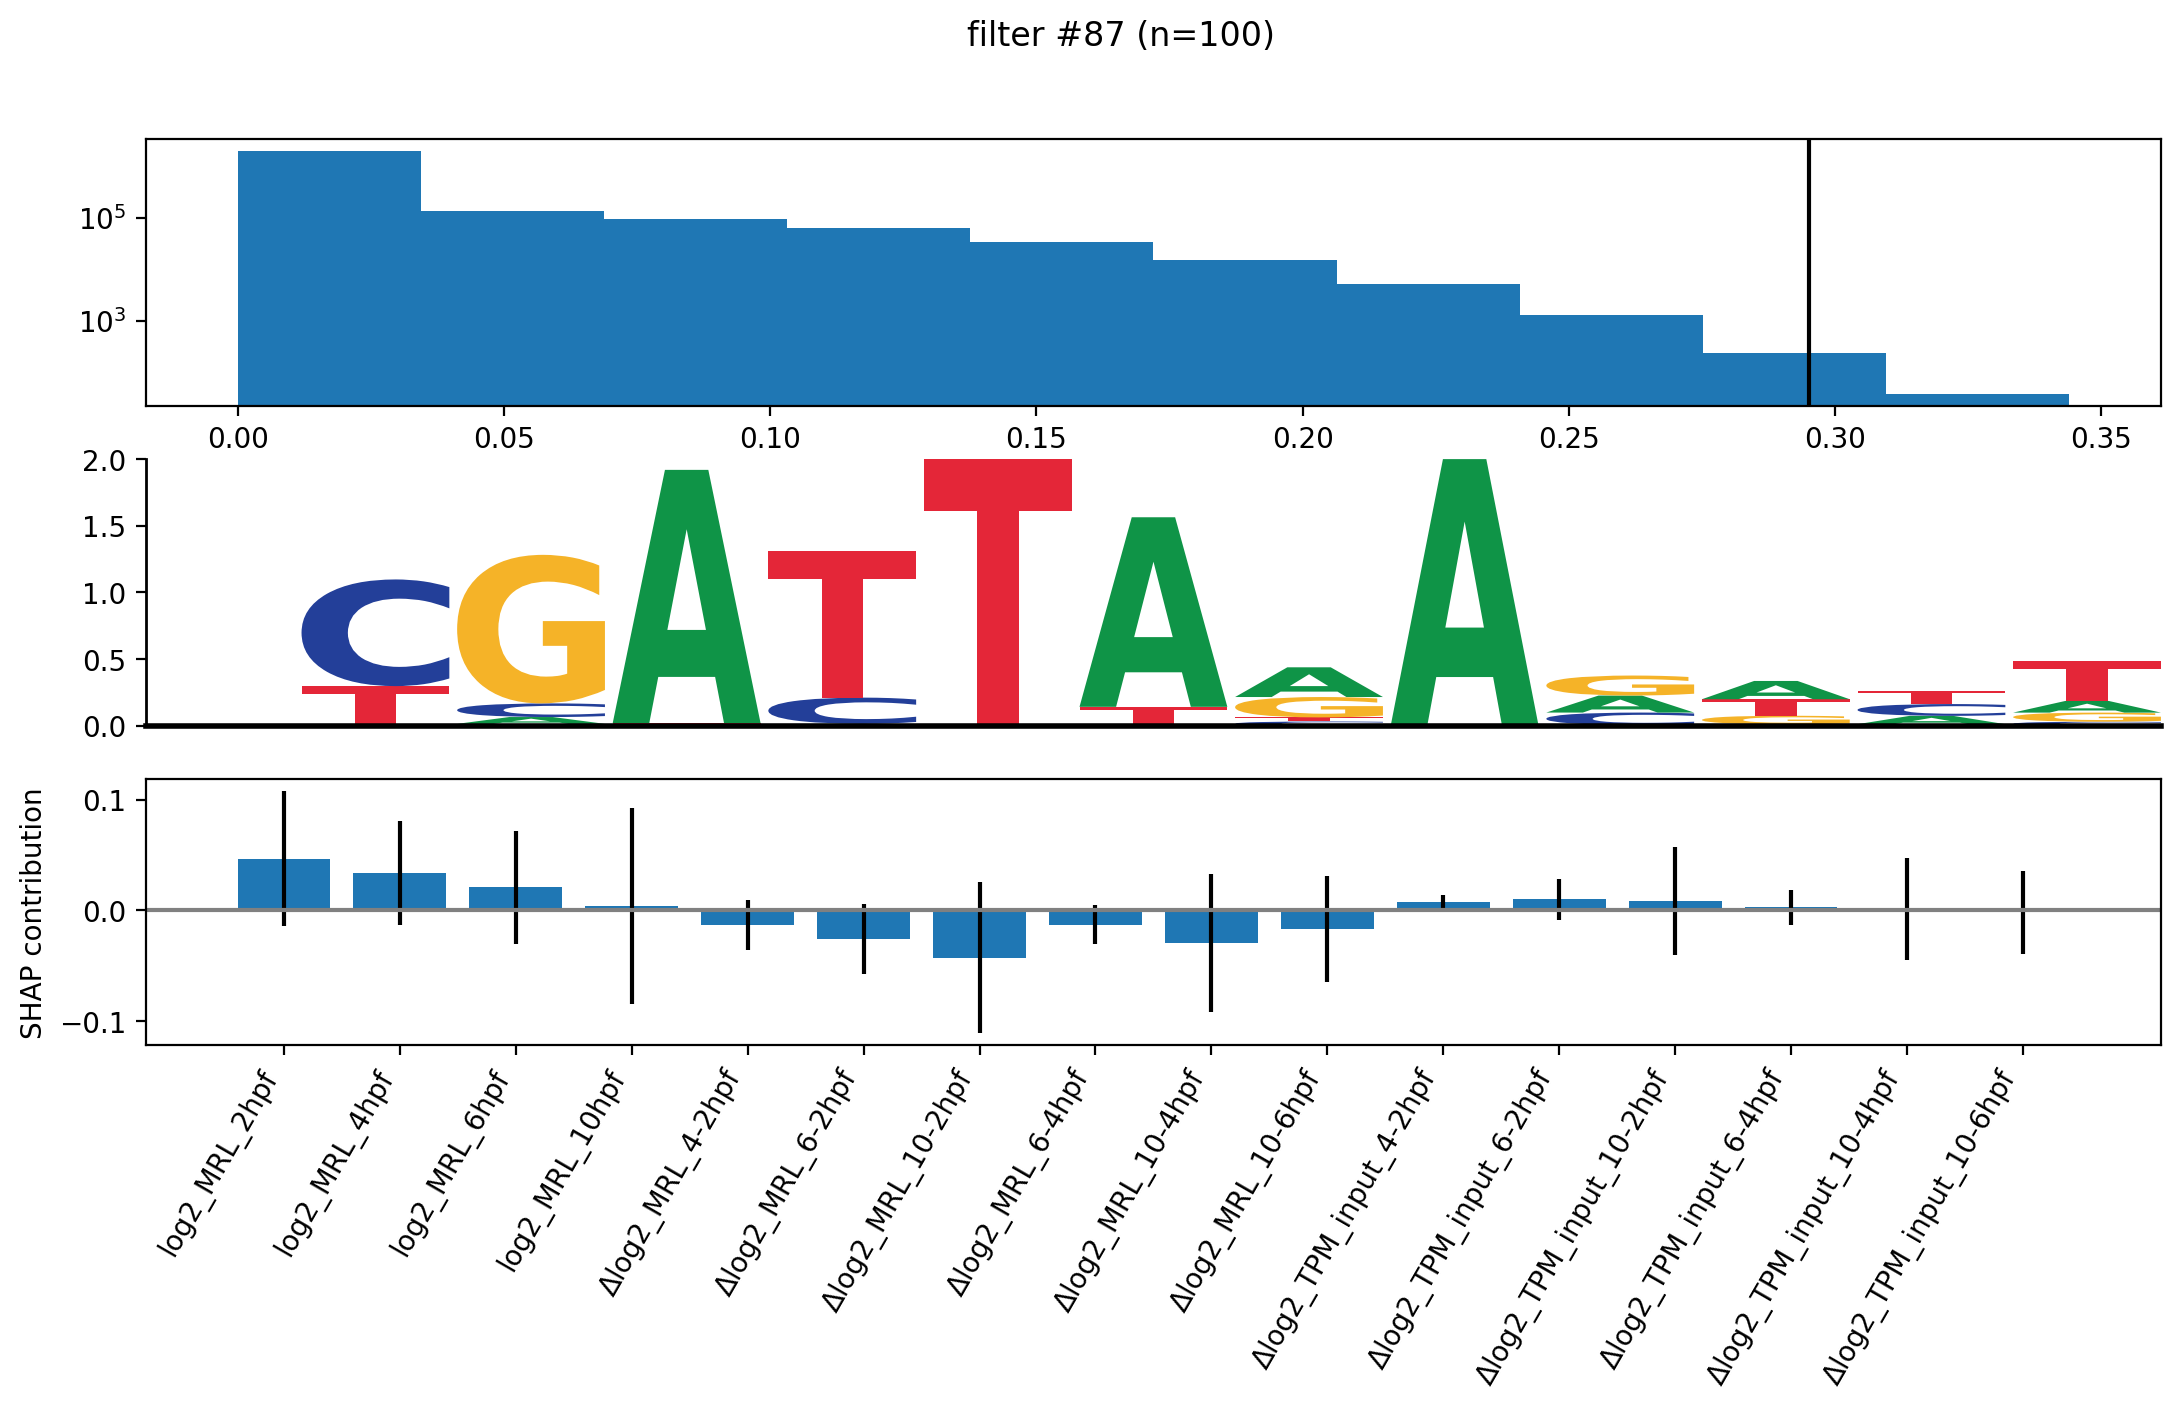 filter #87 (n=100)
10^5
10^3
0.00 0.05 0.10 0.15 0.20 0.25 0.30 0.35
2.0
1.5
1.0
0.5
0.0
C G A T T A A A G A T T
T C C T G A T C A
A T C G A G
SHAP contribution
0.1
0.0
−0.1
log2_MRL_2hpf
log2_MRL_4hpf
log2_MRL_6hpf
log2_MRL_10hpf
Δlog2_MRL_4-2hpf
Δlog2_MRL_6-2hpf
Δlog2_MRL_10-2hpf
Δlog2_MRL_6-4hpf
Δlog2_MRL_10-4hpf
Δlog2_MRL_10-6hpf
Δlog2_TPM_input_4-2hpf
Δlog2_TPM_input_6-2hpf
Δlog2_TPM_input_10-2hpf
Δlog2_TPM_input_6-4hpf
Δlog2_TPM_input_10-4hpf
Δlog2_TPM_input_10-6hpf